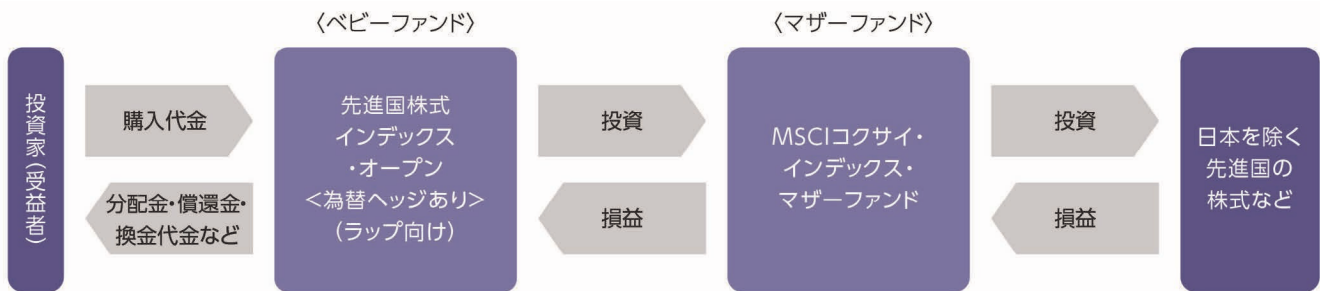 〈ベビーファンド〉
〈マザーファンド〉
投資家(受益者)
購入代金
分配金・償還金・
換金代金など
先進国株式
インデックス
・オープン
<為替ヘッジあり>
(ラップ向け)
投資
損益
MSCIコクサイ・
インデックス・
マザーファンド
投資
損益
日本を除く
先進国の
株式など